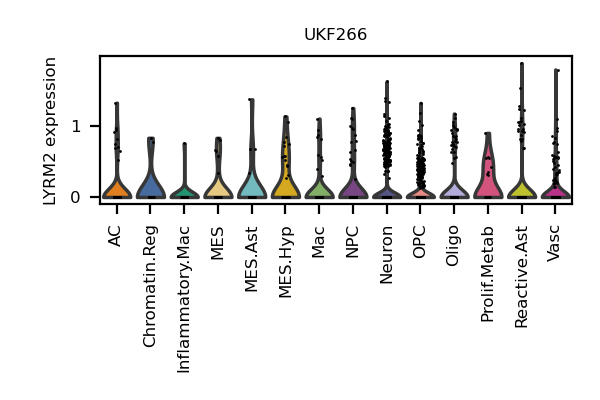 UKF266
LYRM2 expression
1
0
AC
Chromatin.Reg
Inflammatory.Mac
MES
MES.Ast
MES.Hyp
Mac
NPC
Neuron
OPC
Oligo
Prolif.Metab
Reactive.Ast
Vasc